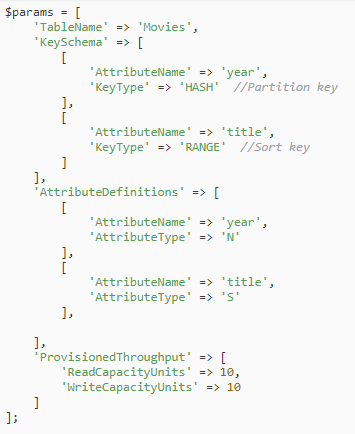 $params = [
    'TableName' => 'Movies',
    'KeySchema' => [
        [
            'AttributeName' => 'year',
            'KeyType' => 'HASH'  //Partition key
        ],
        [
            'AttributeName' => 'title',
            'KeyType' => 'RANGE'  //Sort key
        ]
    ],
    'AttributeDefinitions' => [
        [
            'AttributeName' => 'year',
            'AttributeType' => 'N'
        ],
        [
            'AttributeName' => 'title',
            'AttributeType' => 'S'
        ],

    ],
    'ProvisionedThroughput' => [
        'ReadCapacityUnits' => 10,
        'WriteCapacityUnits' => 10
    ]
];